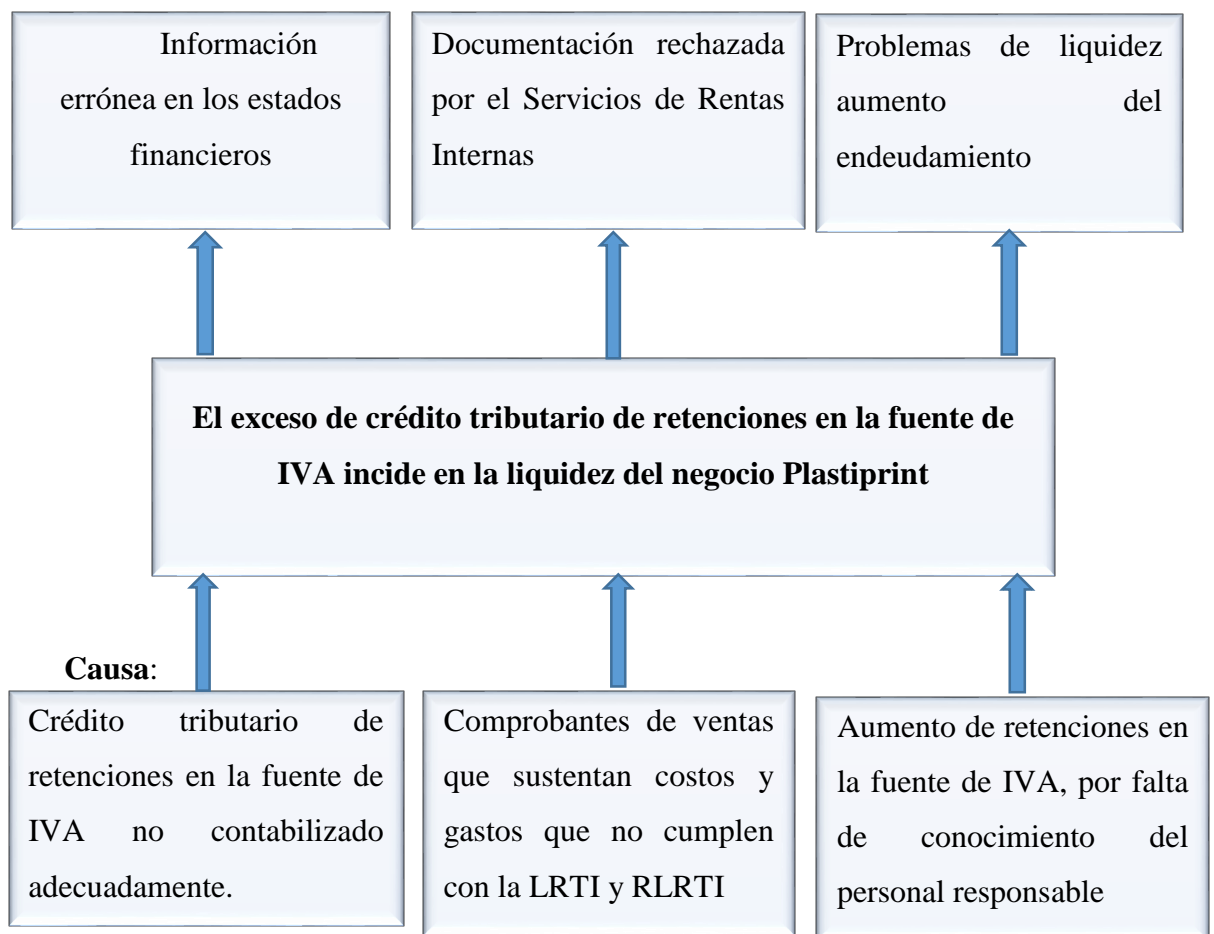 Información
errónea en los estados
financieros
Documentación rechazada
por el Servicios de Rentas
Internas
Problemas de liquidez
aumento del
endeudamiento
El exceso de crédito tributario de retenciones en la fuente de
IVA incide en la liquidez del negocio Plastiprint
Causa:
Crédito tributario de
retenciones en la fuente de
IVA no contabilizado
adecuadamente.
Comprobantes de ventas
que sustentan costos y
gastos que no cumplen
con la LRTI y RLRTI
Aumento de retenciones en
la fuente de IVA, por falta
de conocimiento del
personal responsable